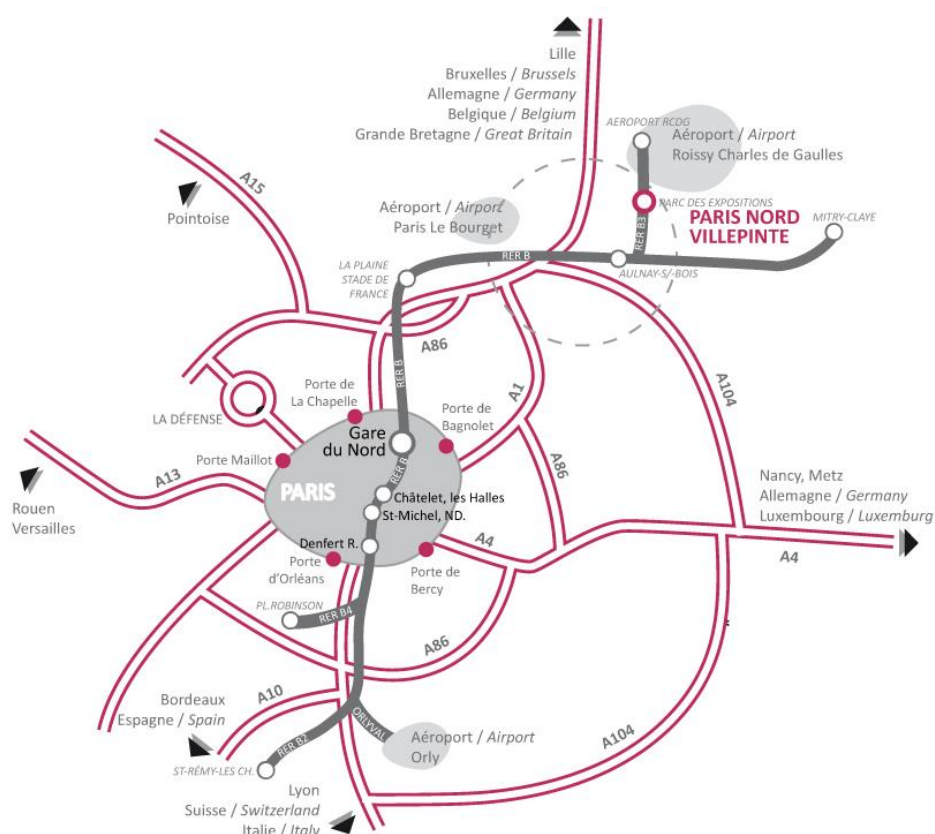 Lille
Bruxelles / Brussels
Allemagne / Germany
Belgique / Belgium
Grande Bretagne / Great Britain
AEROPORT RCDG
Aéroport / Airport
Roissy Charles de Gaulles
A15
Pointoise
Aéroport / Airport
Paris Le Bourget
PARC DES EXPOSITIONS
PARIS NORD
VILLEPINTE
MITRY-CLAYE
RER B3
RER B
AULNAY-S/-BOIS
LA PLAINE
STADE DE
FRANCE
A86
RER B
A1
A104
Porte de
La Chapelle
Porte de
Bagnolet
LA DÉFENSE
Gare
du Nord
Porte Maillot
RER B
A86
A13
PARIS
Châtelet, les Halles
St-Michel, ND.
Rouen
Versailles
Nancy, Metz
Allemagne / Germany
Luxembourg / Luxemburg
A4
A4
Denfert R.
Porte
d'Orléans
Porte de
Bercy
PL.ROBINSON
RER B4
A86
A10
Bordeaux
Espagne / Spain
ORLYVAL
Aéroport / Airport
Orly
RER B2
A104
ST-RÉMY-LES CH.
Lyon
Suisse / Switzerland
Italie / Italy